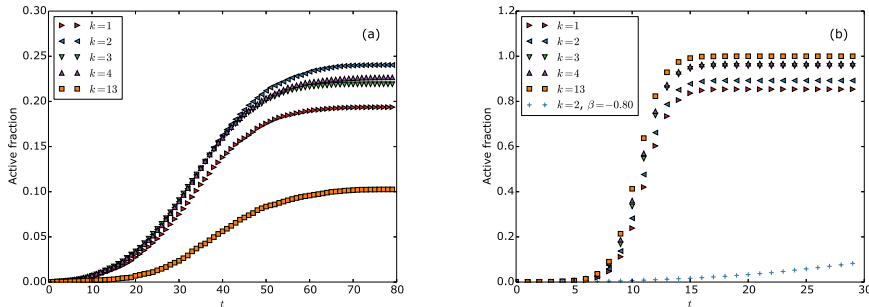 (a)
k=1
k=2
k=3
k=4
k=13
Active fraction
0.30
0.25
0.20
0.15
0.10
0.05
0.00
0 10 20 30 40 50 60 70 80
t
(b)
k=1
k=2
k=3
k=4
k=13
k=2, β=−0.80
Active fraction
1.2
1.0
0.8
0.6
0.4
0.2
0.0
0 5 10 15 20 25 30
t